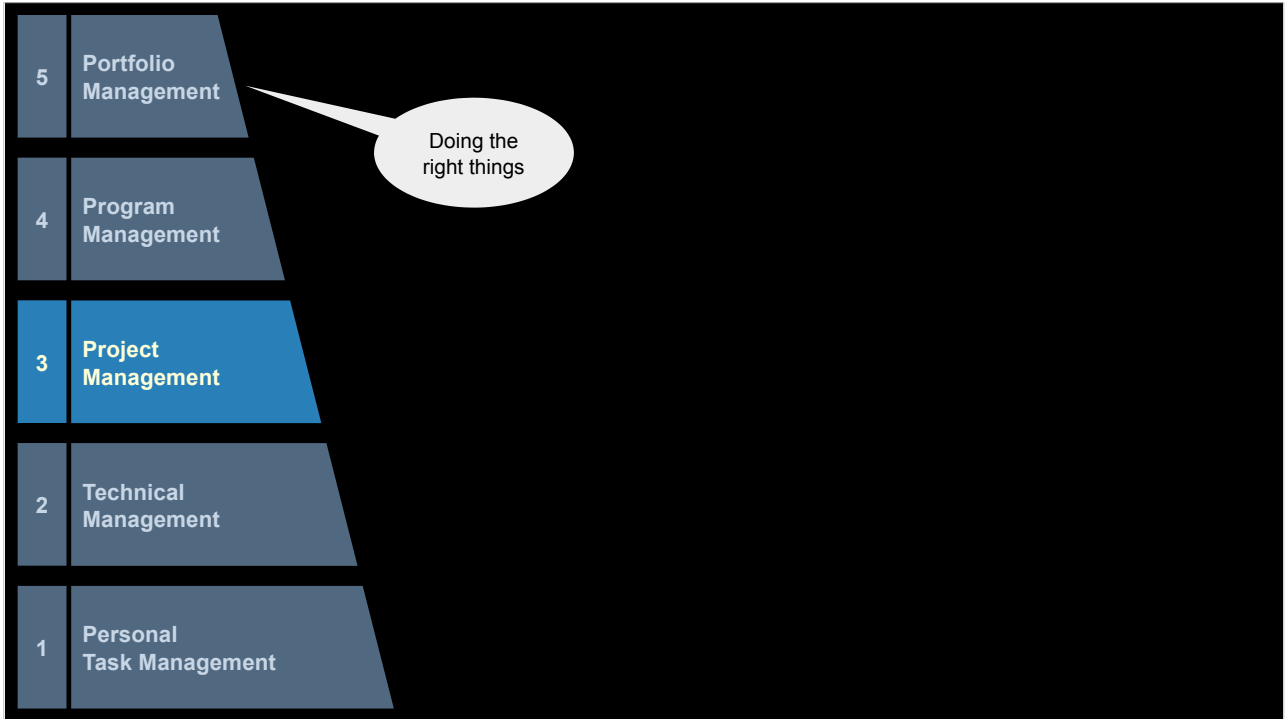 5
Portfolio
Management
Doing the
right things
4
Program
Management
3
Project
Management
2
Technical
Management
1
Personal
Task Management